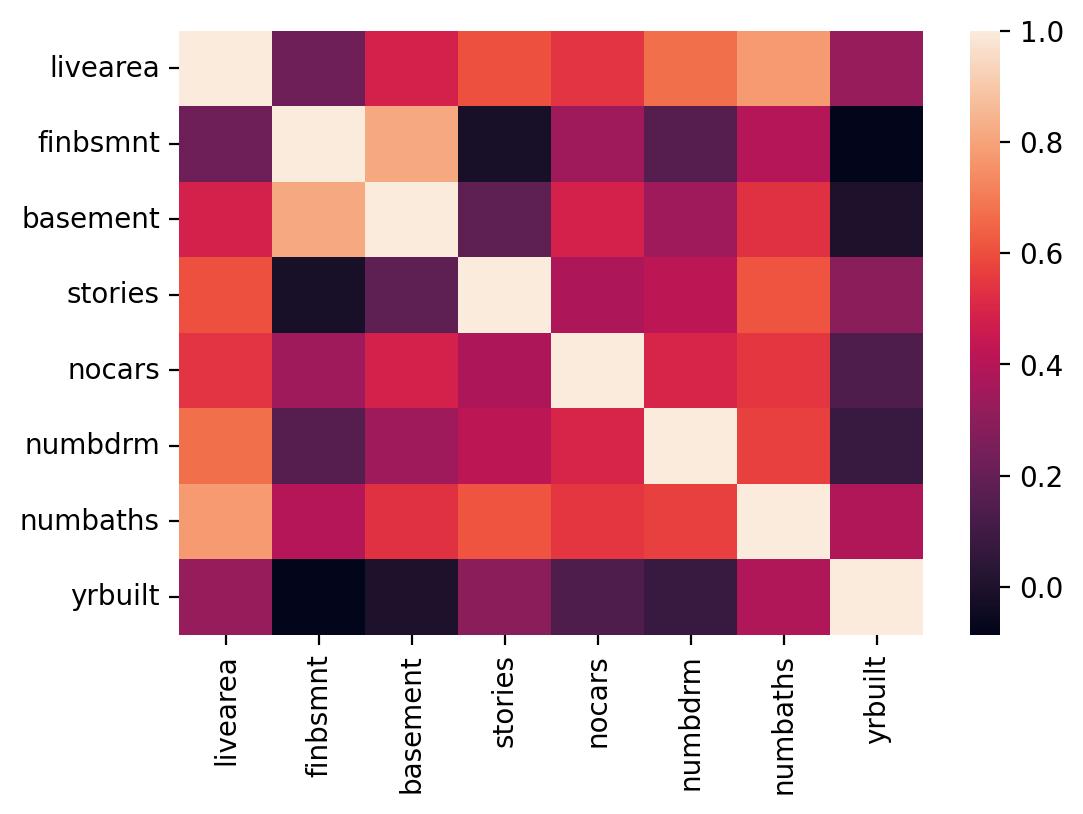 livearea
finbsmnt
basement
stories
nocars
numbdrm
numbaths
yrbuilt
livearea
finbsmnt
basement
stories
nocars
numbdrm
numbaths
yrbuilt
1.0
0.8
0.6
0.4
0.2
0.0